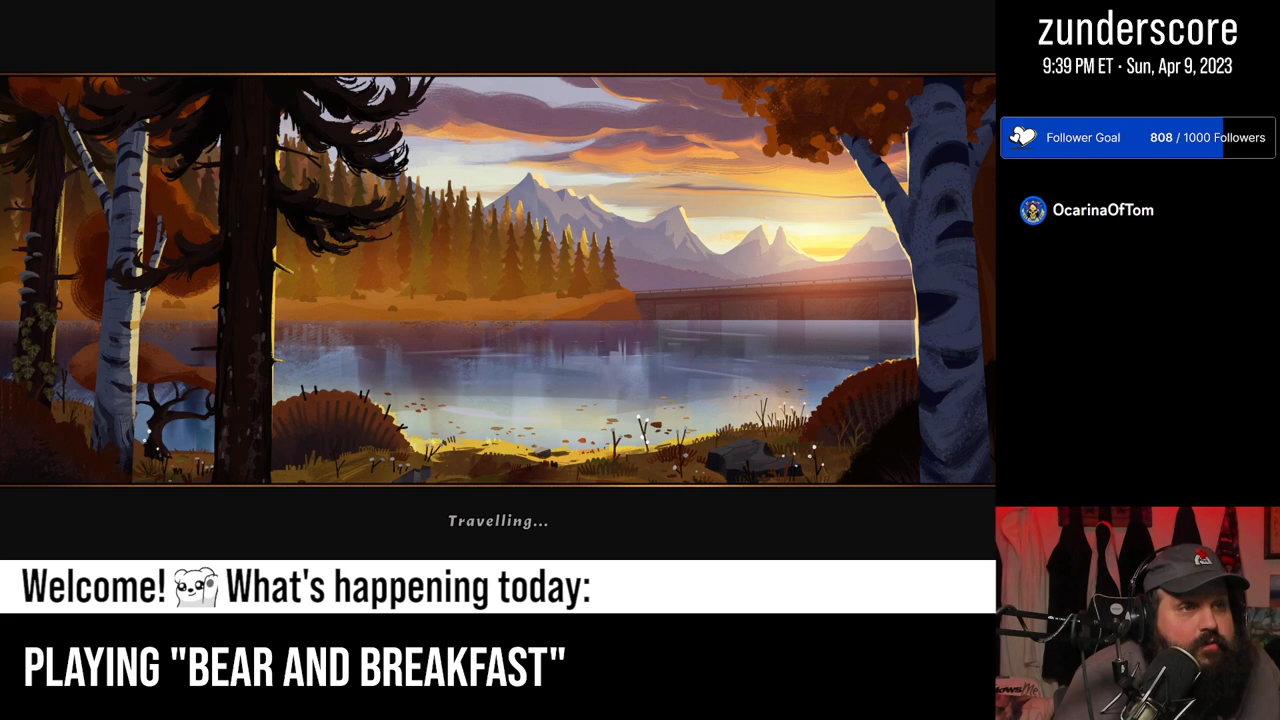 zunderscore
9:39 PM ET · Sun, Apr 9, 2023
Follower Goal 808 / 1000 Followers
OcarinaOfTom
Travelling...
Welcome! What's happening today:
PLAYING "BEAR AND BREAKFAST"